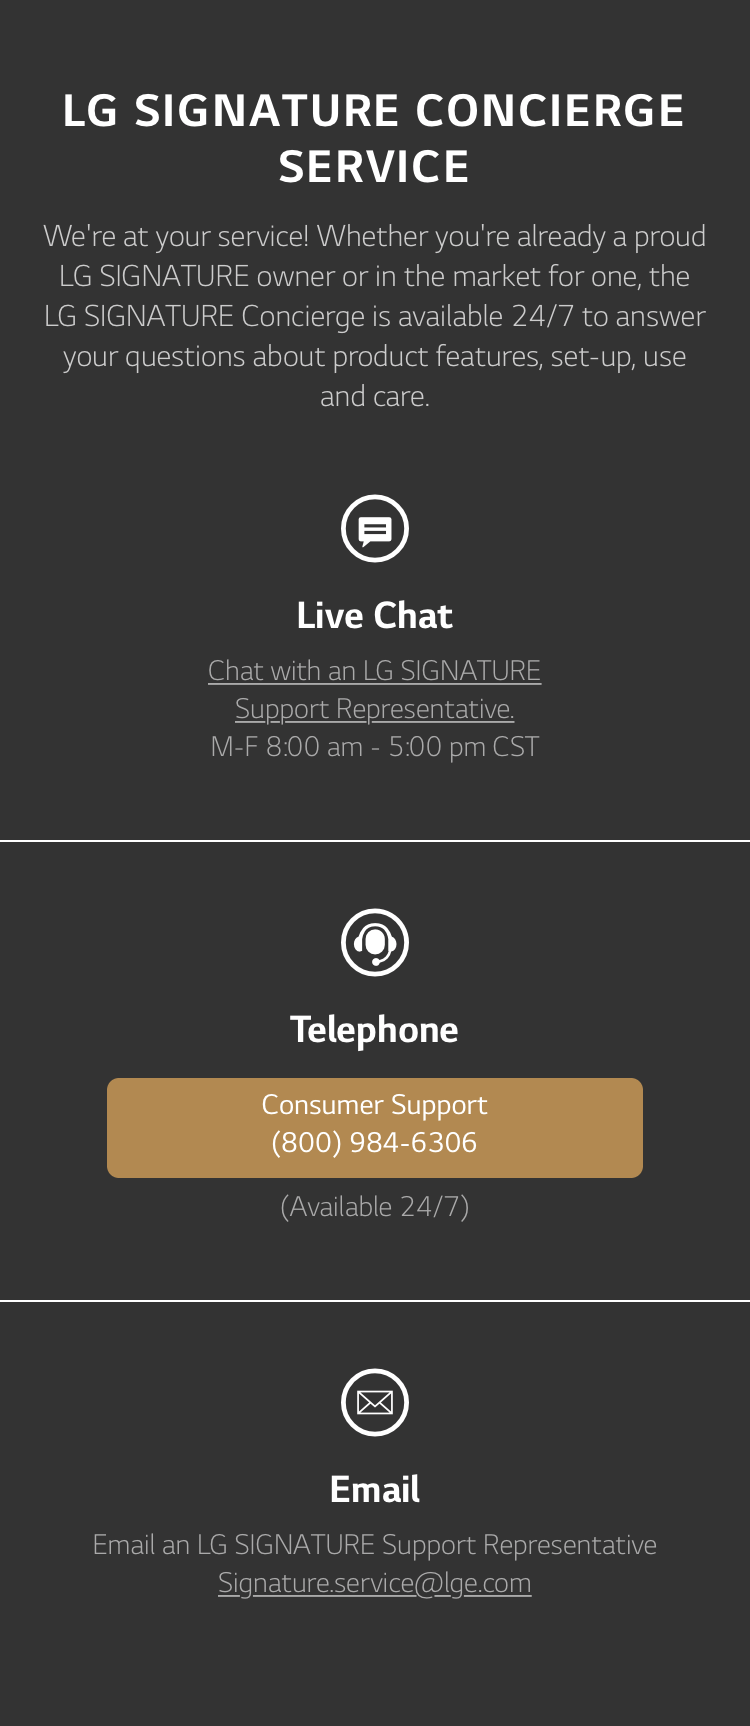 LG SIGNATURE CONCIERGE
SERVICE
We're at your service! Whether you're already a proud
LG SIGNATURE owner or in the market for one, the
LG SIGNATURE Concierge is available 24/7 to answer
your questions about product features, set-up, use
and care.
Live Chat
Chat with an LG SIGNATURE
Support Representative.
M-F 8:00 am - 5:00 pm CST
Telephone
Consumer Support
(800) 984-6306
(Available 24/7)
Email
Email an LG SIGNATURE Support Representative
Signature.service@lge.com